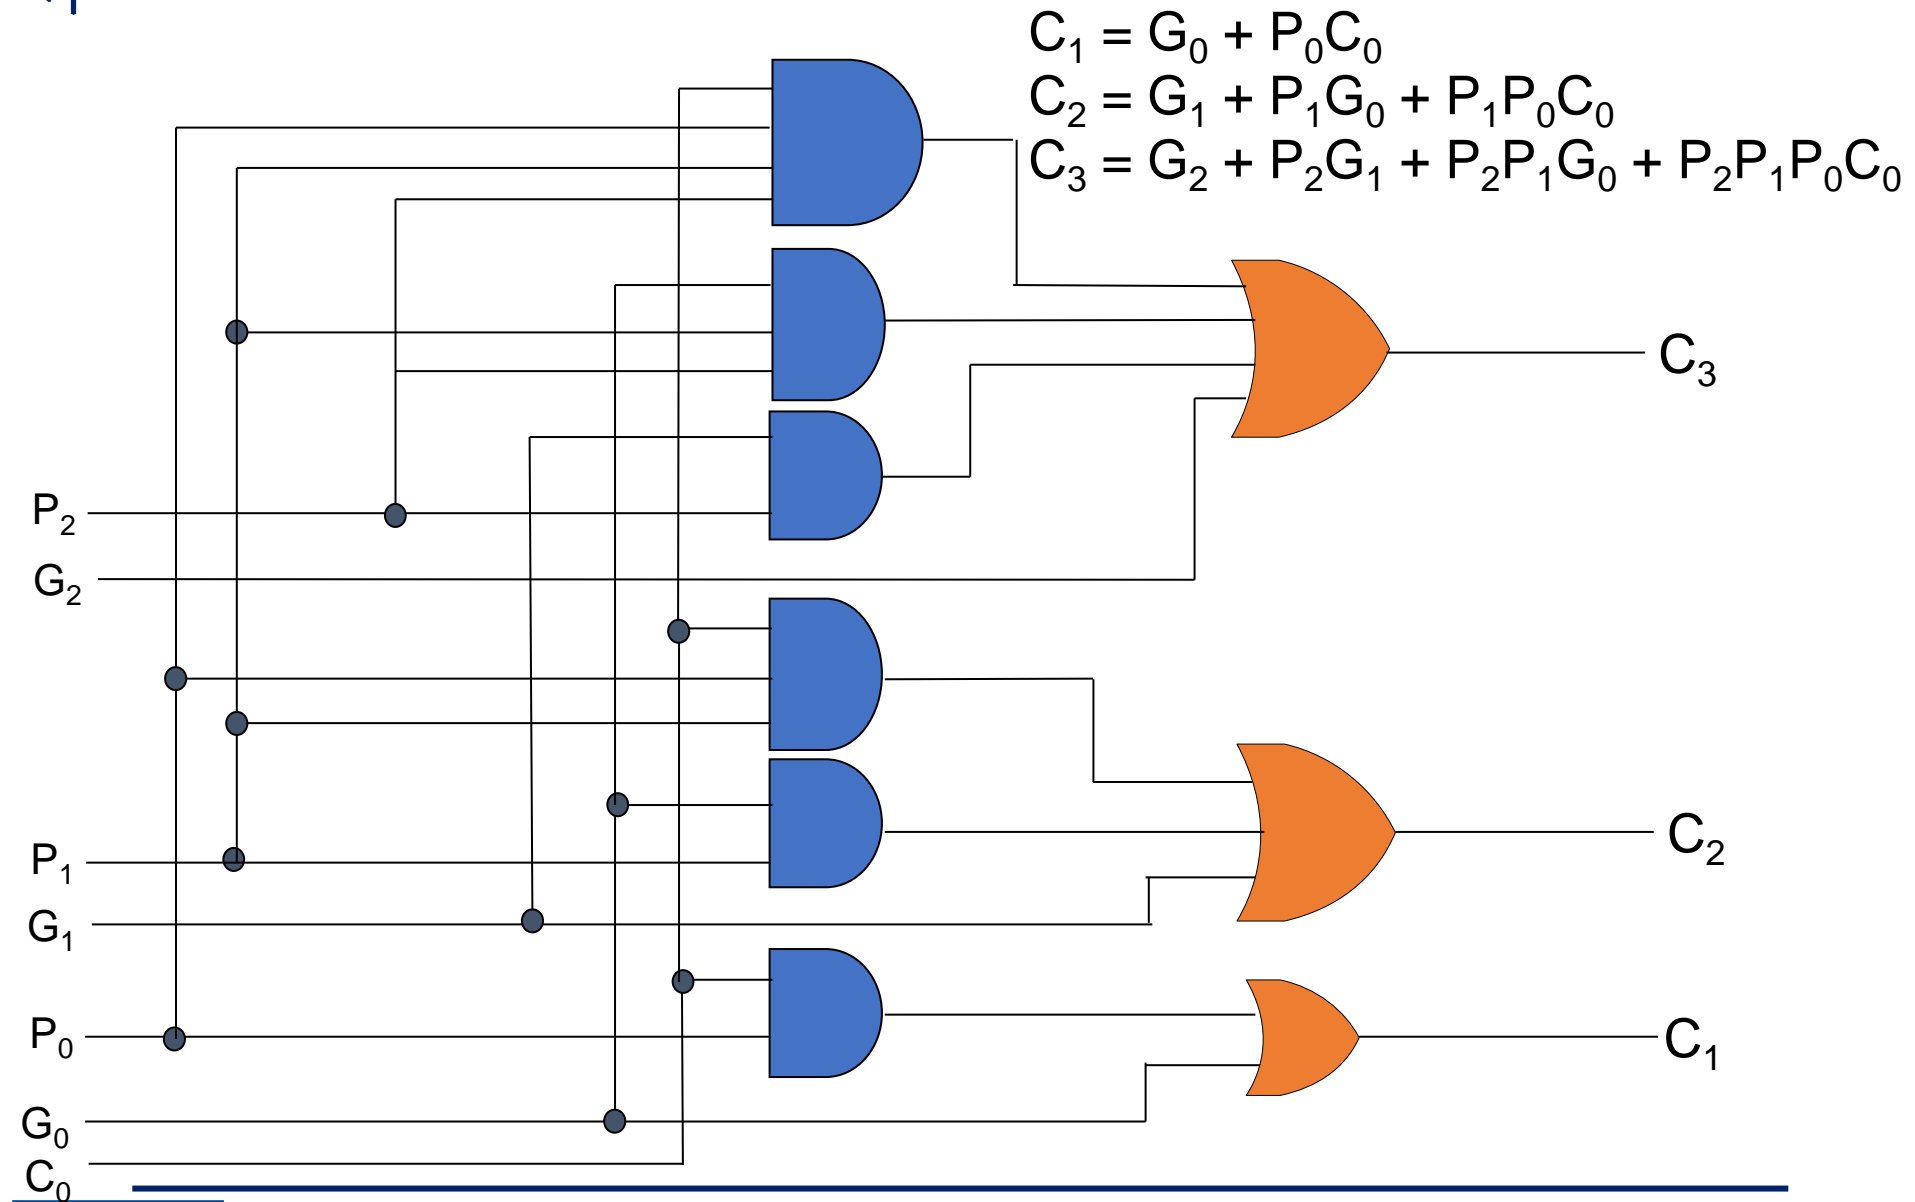 C₁ = G₀ + P₀C₀
C₂ = G₁ + P₁G₀ + P₁P₀C₀
C₃ = G₂ + P₂G₁ + P₂P₁G₀ + P₂P₁P₀C₀
C₃
P₂
G₂
C₂
P₁
G₁
P₀
C₁
G₀
C₀